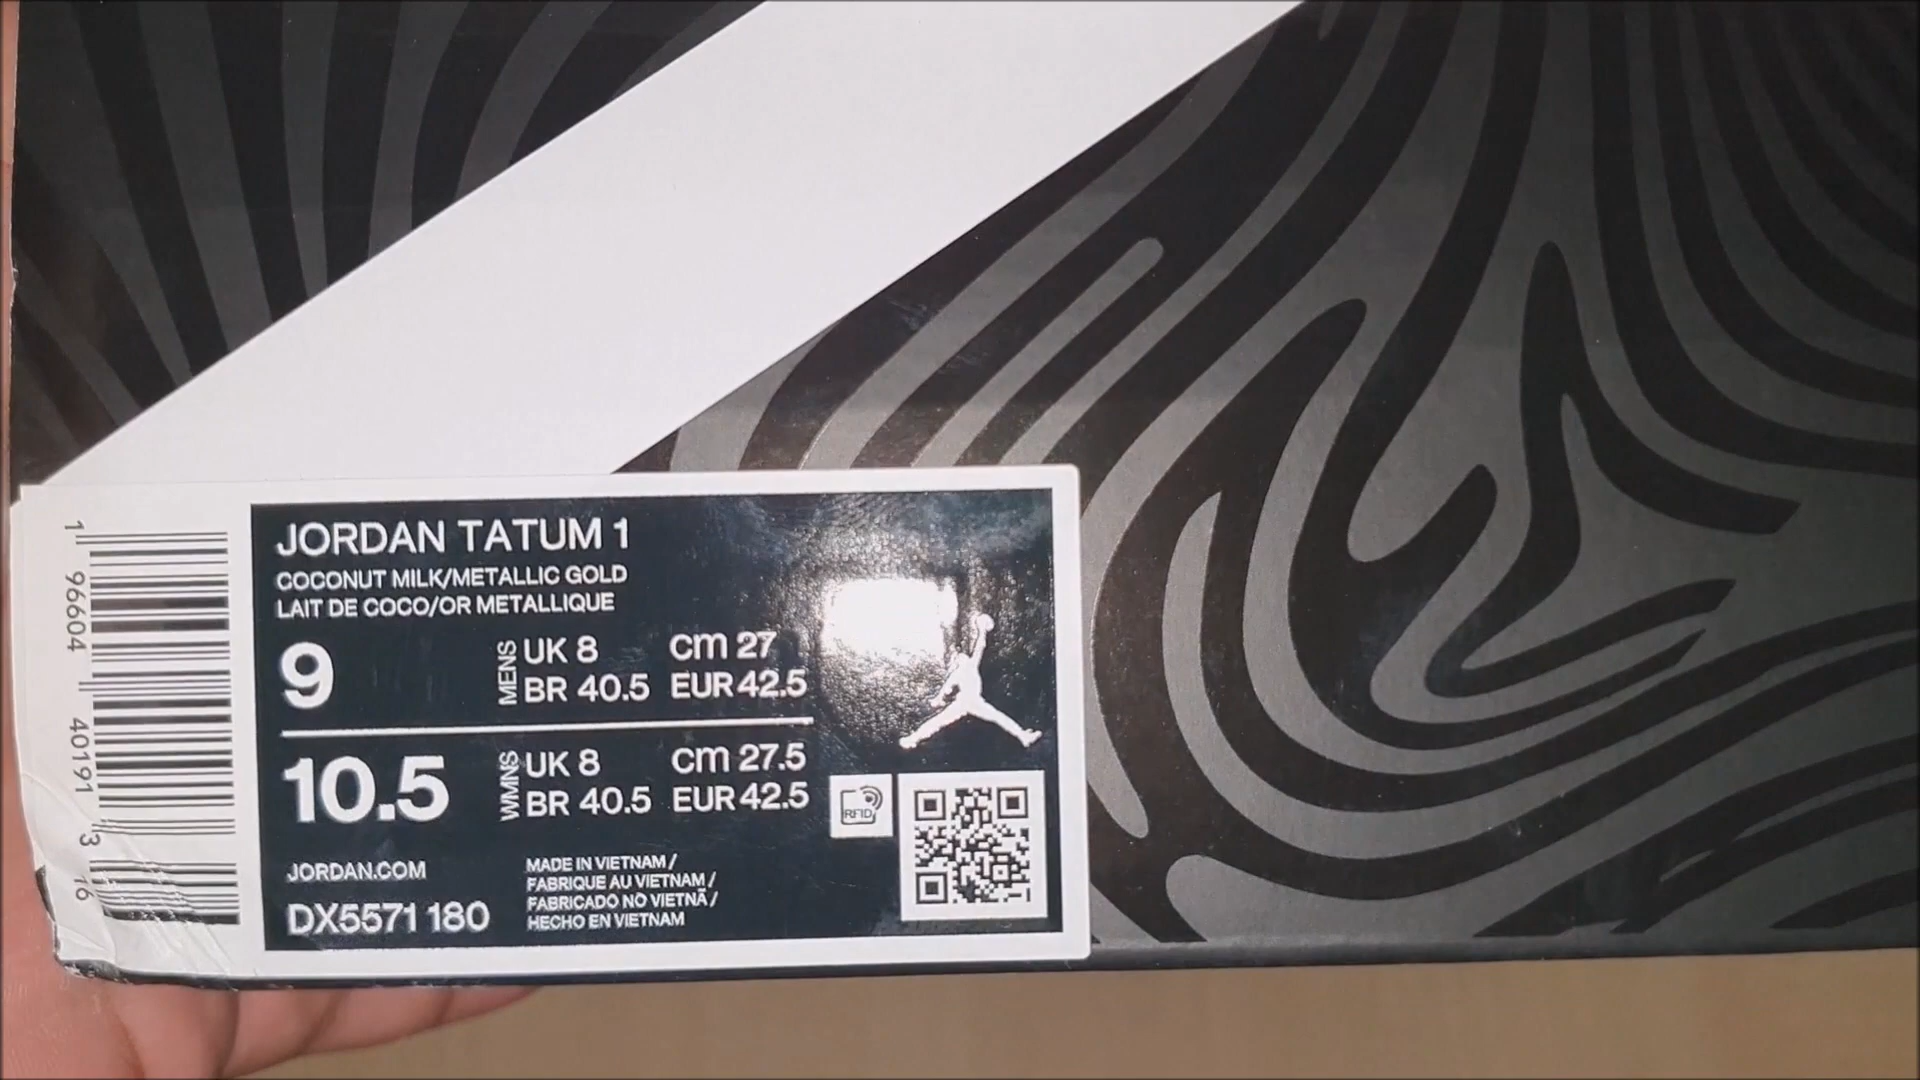 JORDAN TATUM 1
COCONUT MILK/METALLIC GOLD
LAIT DE COCO/OR METALLIQUE
9
MENS
UK 8 CM 27
BR 40.5 EUR 42.5
10.5
WMNS
UK 8 CM 27.5
BR 40.5 EUR 42.5
RFID
JORDAN.COM
DX5571 180
MADE IN VIETNAM /
FABRIQUE AU VIETNAM /
FABRICADO NO VIETNÃ /
HECHO EN VIETNAM
1 96604 40191 3 16